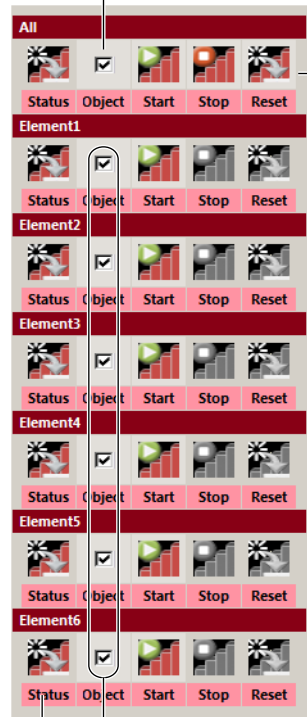 All
Status Object Start Stop Reset
Element1
Status Object Start Stop Reset
Element2
Status Object Start Stop Reset
Element3
Status Object Start Stop Reset
Element4
Status Object Start Stop Reset
Element5
Status Object Start Stop Reset
Element6
Status Object Start Stop Reset